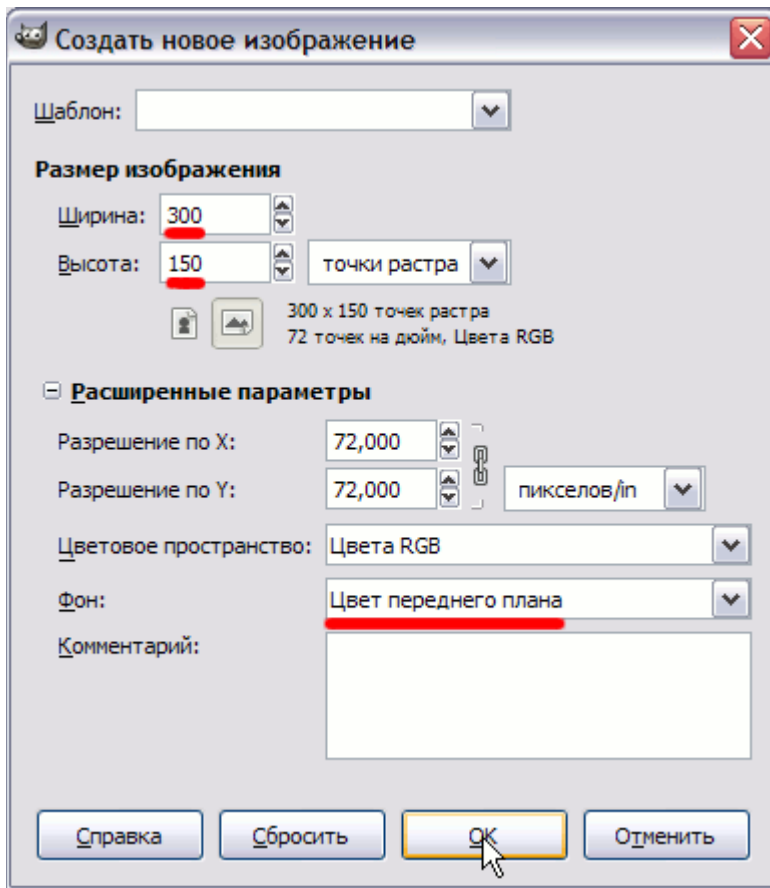 Создать новое изображение
Шаблон:
Размер изображения
Ширина: 300
Высота: 150 точки растра
300 x 150 точек растра
72 точек на дюйм, Цвета RGB
Расширенные параметры
Разрешение по X: 72,000
Разрешение по Y: 72,000 пикселов/in
Цветовое пространство: Цвета RGB
Фон: Цвет переднего плана
Комментарий:
Справка Сбросить OK Отменить